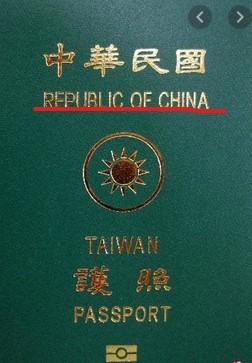 中華民國
REPUBLIC OF CHINA
TAIWAN
護照
PASSPORT